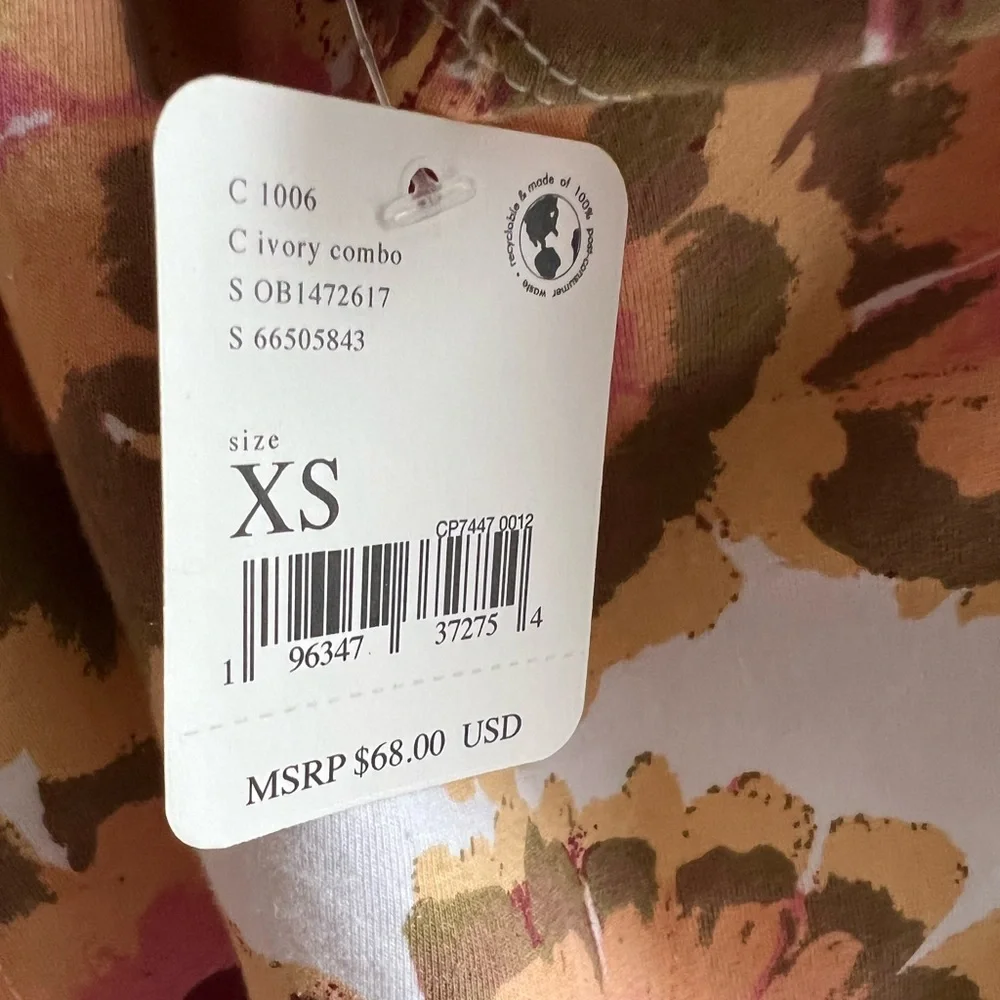 C 1006
C ivory combo
S OB1472617
S 66505843
recyclable & made of 100% post-consumer waste •
size
XS
CP7447 0012
1 96347 37275 4
MSRP $68.00 USD